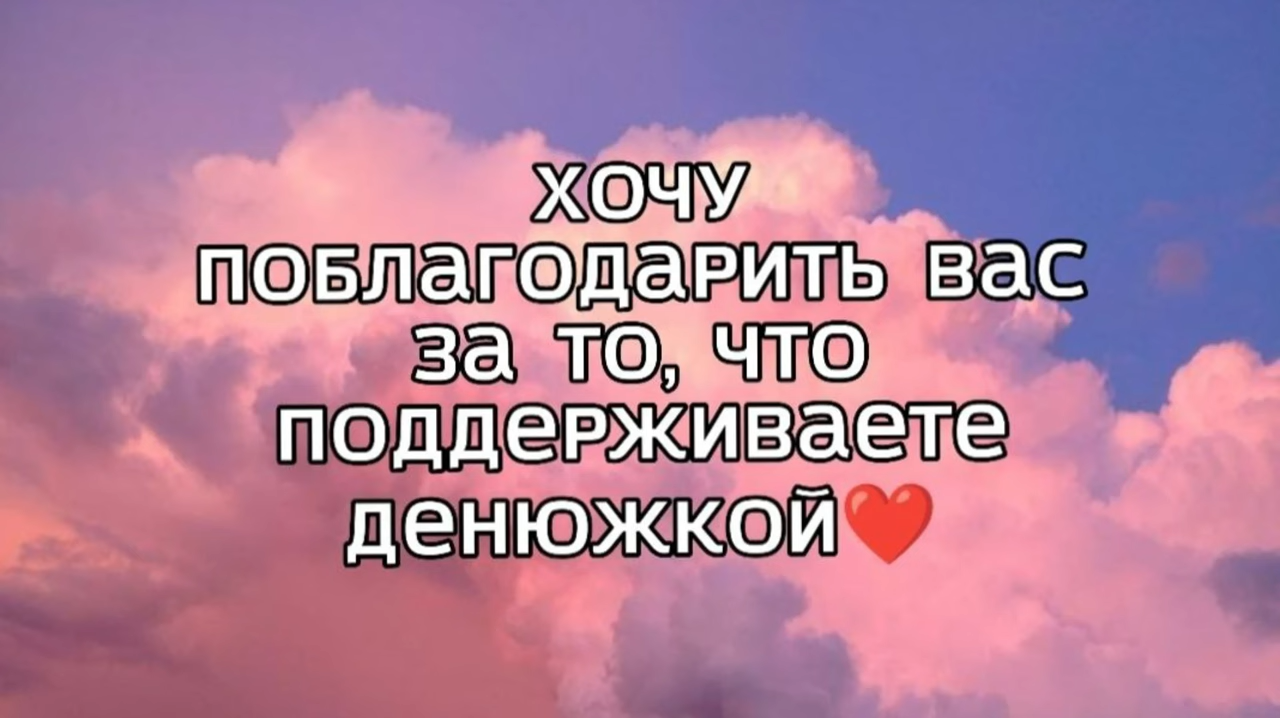 хочу
поблагодарить вас
за то, что
поддерживаете
денюжкой❤️